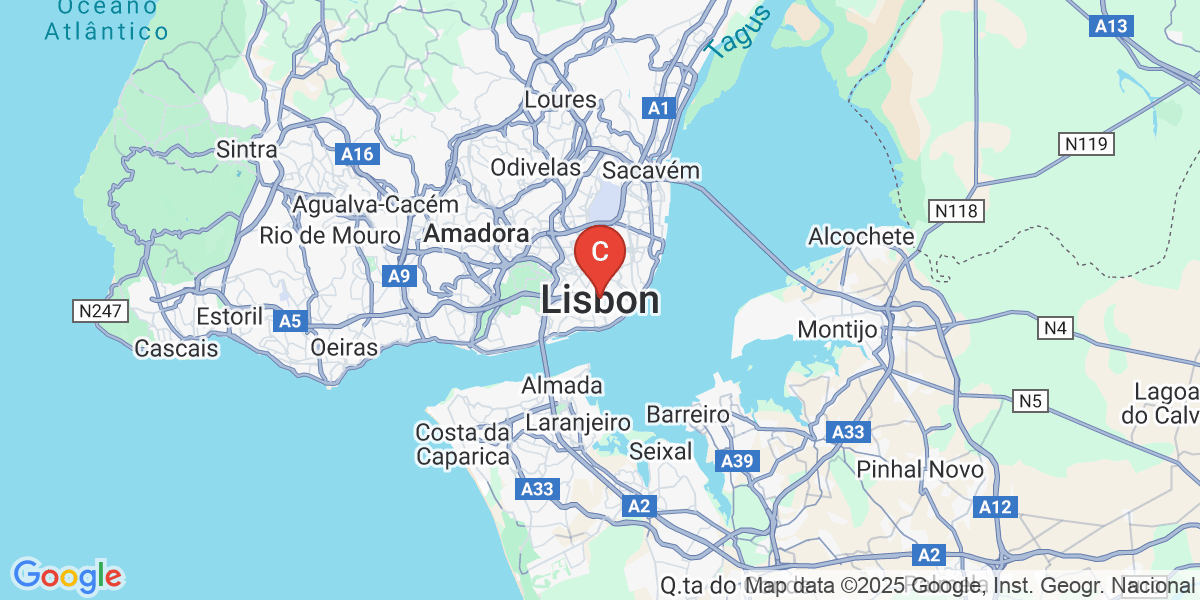 Oceano
Atlântico
Tagus
A13
Loures
A1
N119
Sintra
A16
Odivelas
Sacavém
Agualva-Cacém
N118
Rio de Mouro
Amadora
C
Alcochete
A9
Lisbon
N247
Estoril
A5
Montijo
N4
Cascais
Oeiras
Almada
Lagoa
do Calv
N5
Laranjeiro
Barreiro
Costa da
Caparica
A33
Seixal
A39
Pinhal Novo
A33
A2
A12
A2
Google
Q.ta do
Map data ©2025 Google, Inst. Geogr. Nacional